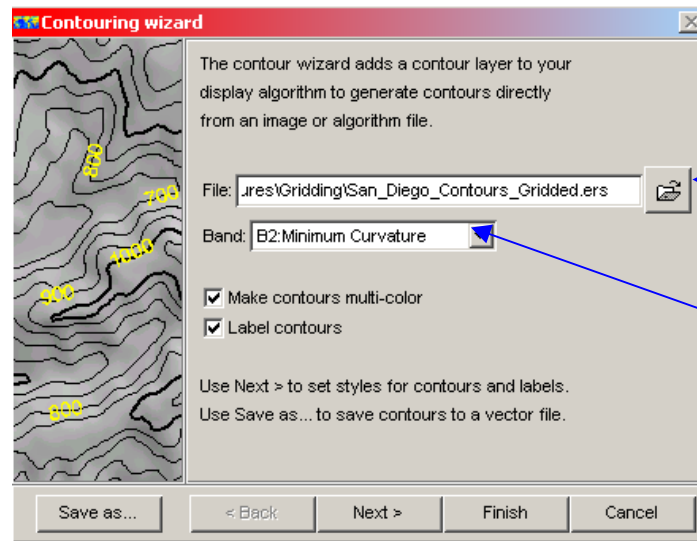 Contouring wizard
The contour wizard adds a contour layer to your
display algorithm to generate contours directly
from an image or algorithm file.
File: ures\Gridding\San_Diego_Contours_Gridded.ers
Band: B2:Minimum Curvature
Make contours multi-color
Label contours
Use Next > to set styles for contours and labels.
Use Save as... to save contours to a vector file.
800
700
1000
900
800
Save as... < Back Next > Finish Cancel